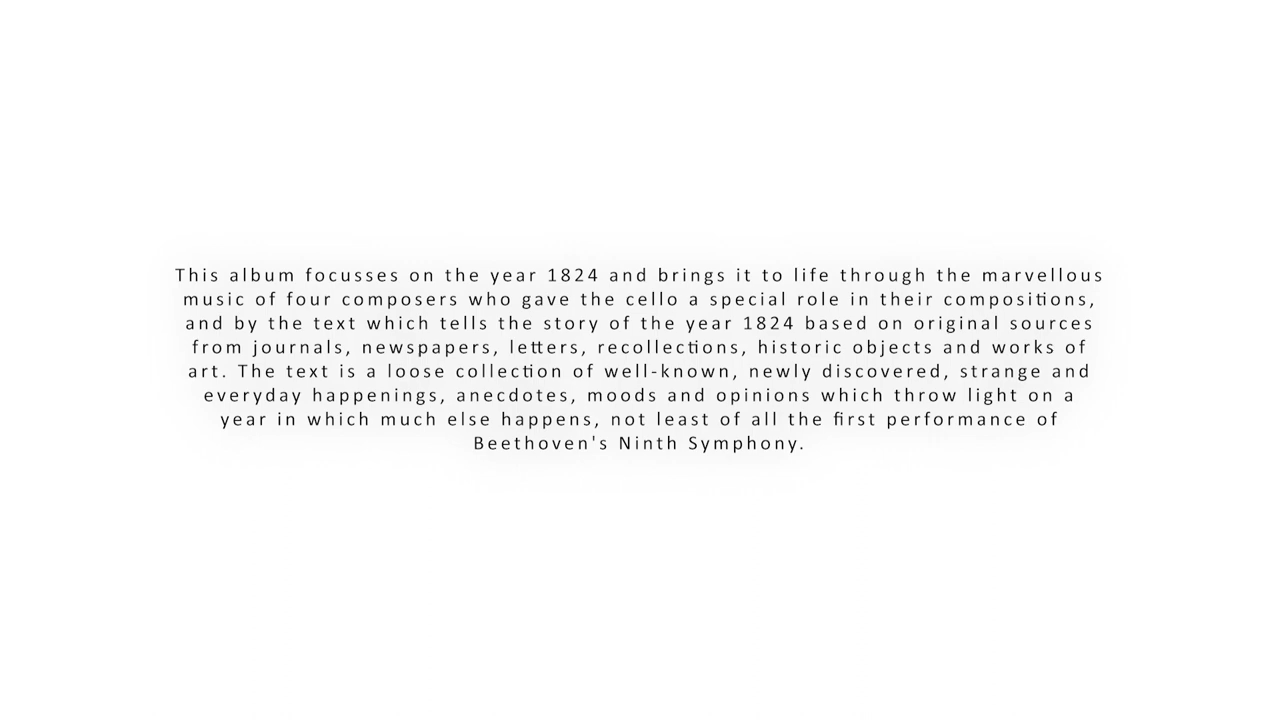 This album focusses on the year 1824 and brings it to life through the marvellous
music of four composers who gave the cello a special role in their compositions,
and by the text which tells the story of the year 1824 based on original sources
from journals, newspapers, letters, recollections, historic objects and works of
art. The text is a loose collection of well-known, newly discovered, strange and
everyday happenings, anecdotes, moods and opinions which throw light on a
year in which much else happens, not least of all the first performance of
Beethoven's Ninth Symphony.